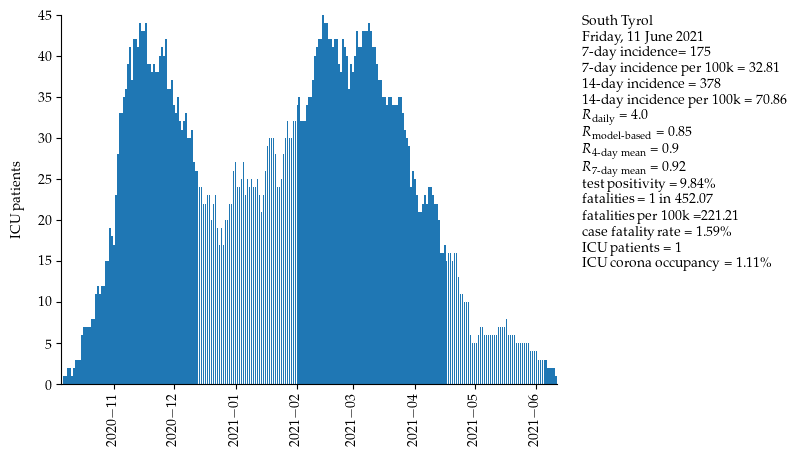 South Tyrol
Friday, 11 June 2021
7-day incidence= 175
7-day incidence per 100k = 32.81
14-day incidence = 378
14-day incidence per 100k = 70.86
R daily = 4.0
R model-based = 0.85
R 4-day mean = 0.9
R 7-day mean = 0.92
test positivity = 9.84%
fatalities = 1 in 452.07
fatalities per 100k =221.21
case fatality rate = 1.59%
ICU patients = 1
ICU corona occupancy = 1.11%
ICU patients
45
40
35
30
25
20
15
10
5
0
2020−11
2020−12
2021−01
2021−02
2021−03
2021−04
2021−05
2021−06